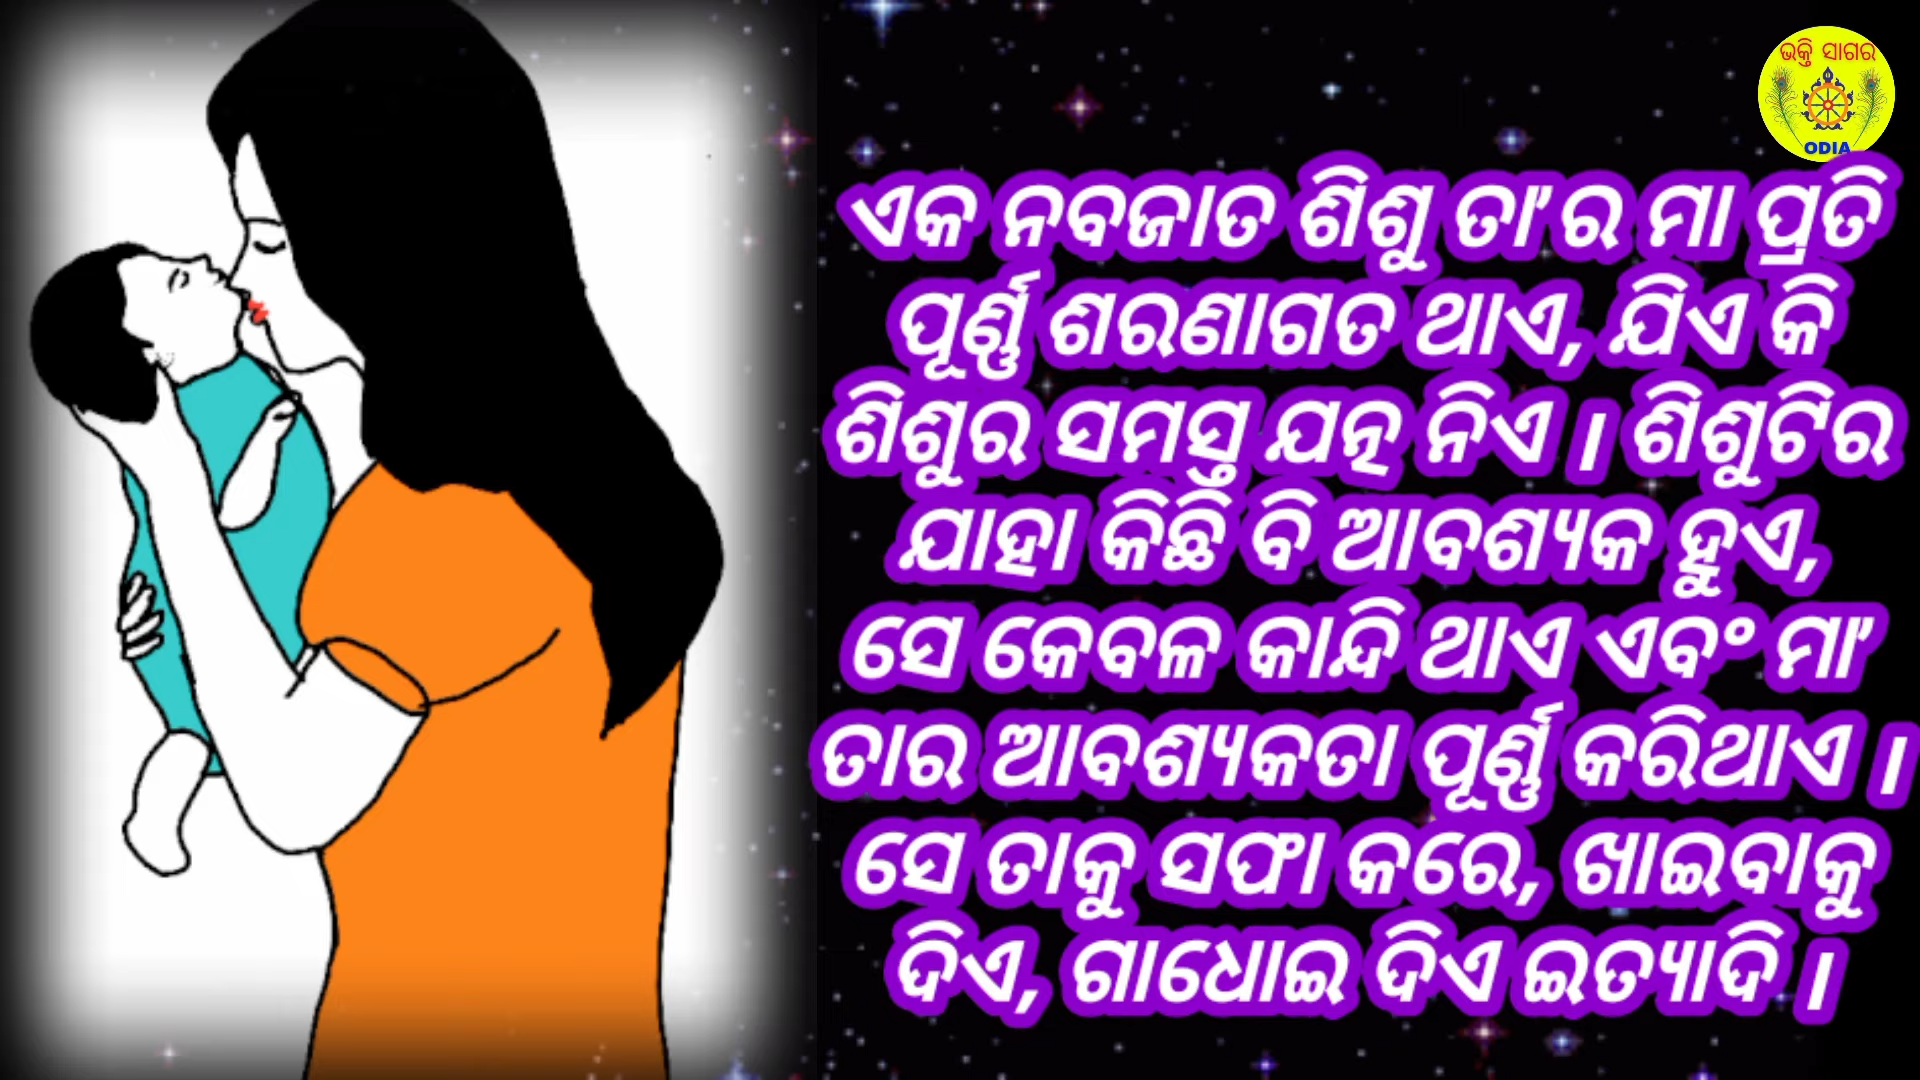 ଭକ୍ତି ସାଗର
ODIA
ଏକ ନବଜାତ ଶିଶୁ ତା'ର ମା ପ୍ରତି
ପୂର୍ଣ୍ଣ ଶରଣାଗତ ଥାଏ, ଯିଏ କି
ଶିଶୁର ସମସ୍ତ ଯତ୍ନ ନିଏ । ଶିଶୁଟିର
ଯାହା କିଛି ବି ଆବଶ୍ୟକ ହୁଏ,
ସେ କେବଳ କାନ୍ଦି ଥାଏ ଏବଂ ମା'
ତାର ଆବଶ୍ୟକତା ପୂର୍ଣ୍ଣ କରିଥାଏ ।
ସେ ତାକୁ ସଫା କରେ, ଖାଇବାକୁ
ଦିଏ, ଗାଧୋଇ ଦିଏ ଇତ୍ୟାଦି ।